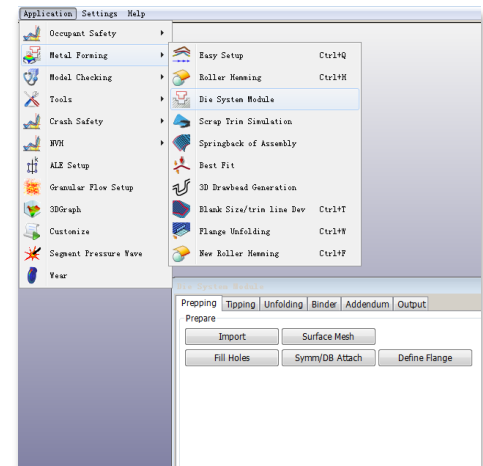 Application Settings Help
Occupant Safety
Metal Forming
Model Checking
Tools
Crash Safety
NVH
ALE Setup
Granular Flow Setup
3DGraph
Customize
Segment Pressure Wave
Wear
Easy Setup Ctrl+Q
Roller Hemming Ctrl+H
Die System Module
Scrap Trim Simulation
Springback of Assembly
Best Fit
3D Drawbead Generation
Blank Size/trim line Dev Ctrl+T
Flange Unfolding Ctrl+W
New Roller Hemming Ctrl+F
Die System Module
Prepping Tipping Unfolding Binder Addendum Output
Prepare
Import Surface Mesh
Fill Holes Symm/DB Attach Define Flange